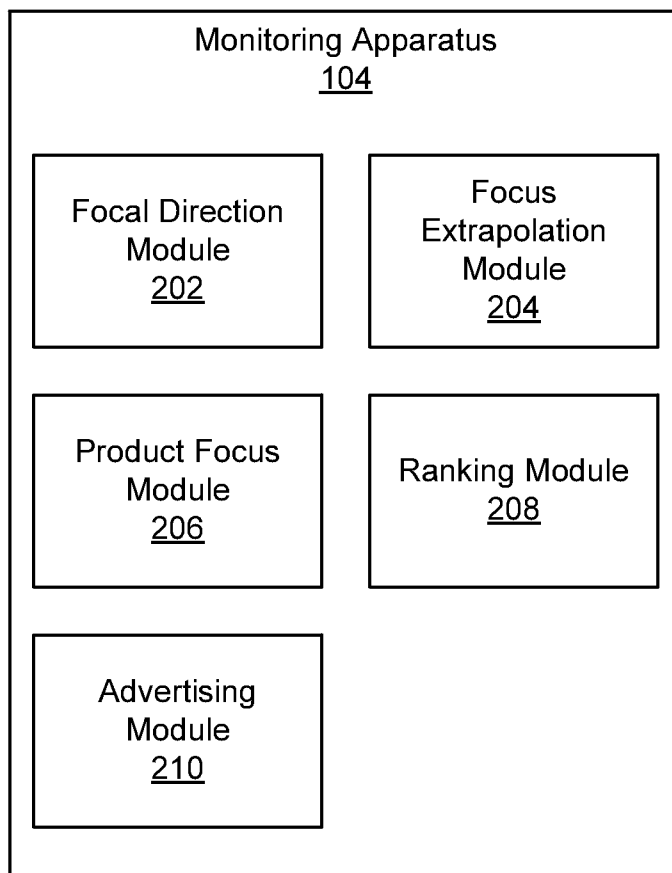 Monitoring Apparatus
104
Focal Direction
Module
202
Focus
Extrapolation
Module
204
Product Focus
Module
206
Ranking Module
208
Advertising
Module
210